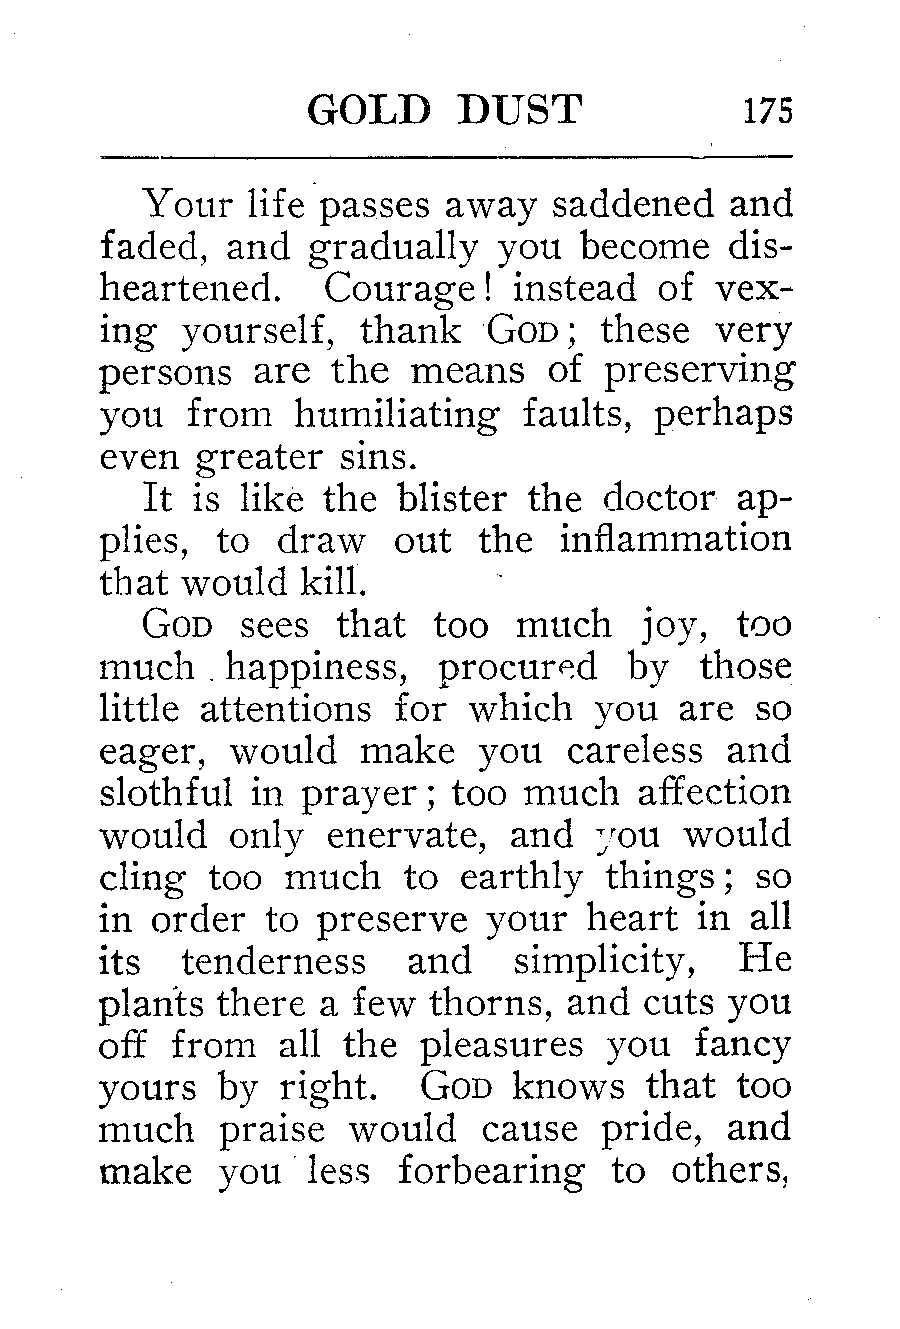 GOLD DUST 175
Your life passes away saddened and
faded, and gradually you become dis-
heartened. Courage! instead of vex-
ing yourself, thank GOD; these very
persons are the means of preserving
you from humiliating faults, perhaps
even greater sins.
It is like the blister the doctor ap-
plies, to draw out the inflammation
that would kill.
GOD sees that too much joy, too
much happiness, procured by those
little attentions for which you are so
eager, would make you careless and
slothful in prayer; too much affection
would only enervate, and you would
cling too much to earthly things; so
in order to preserve your heart in all
its tenderness and simplicity, He
plants there a few thorns, and cuts you
off from all the pleasures you fancy
yours by right. GOD knows that too
much praise would cause pride, and
make you less forbearing to others,